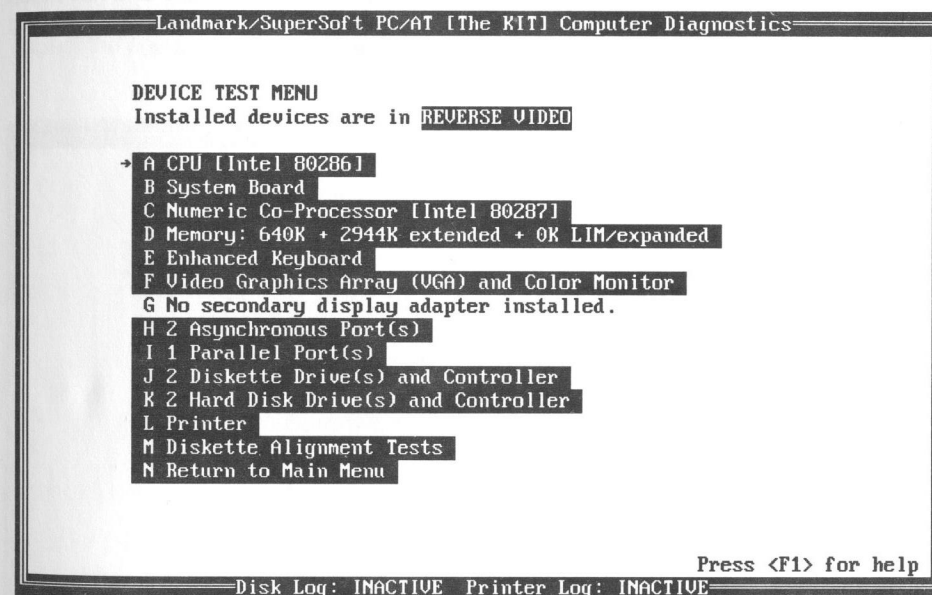 Landmark/SuperSoft PC/AT [The KIT] Computer Diagnostics
DEVICE TEST MENU
Installed devices are in REVERSE VIDEO
A CPU [Intel 80286]
B System Board
C Numeric Co-Processor [Intel 80287]
D Memory: 640K + 2944K extended + 0K LIM/expanded
E Enhanced Keyboard
F Video Graphics Array (VGA) and Color Monitor
G No secondary display adapter installed.
H 2 Asynchronous Port(s)
I 1 Parallel Port(s)
J 2 Diskette Drive(s) and Controller
K 2 Hard Disk Drive(s) and Controller
L Printer
M Diskette Alignment Tests
N Return to Main Menu
Press <F1> for help
Disk Log: INACTIVE Printer Log: INACTIVE